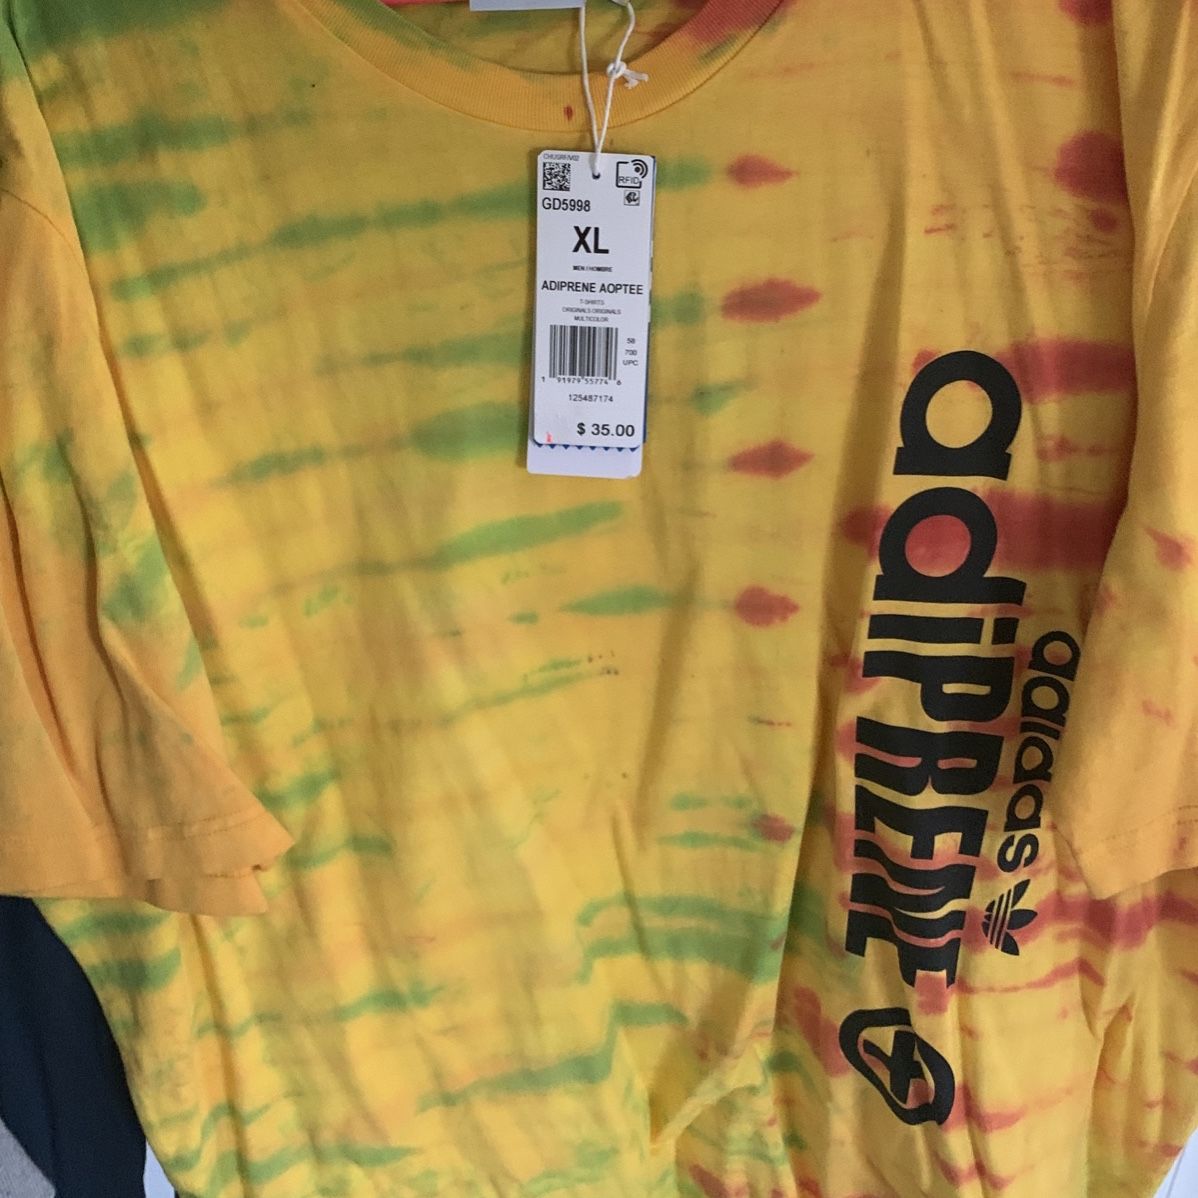 CHUSRFIV02
RFID
GD5998
XL
MEN / HOMBRE
ADIPRENE AOPTEE
T-SHIRTS
ORIGINALS ORIGINALS
MULTICOLOR
58
700
UPC
1 91979 55774 6
125487174
$ 35.00
adiPRENE
adidas